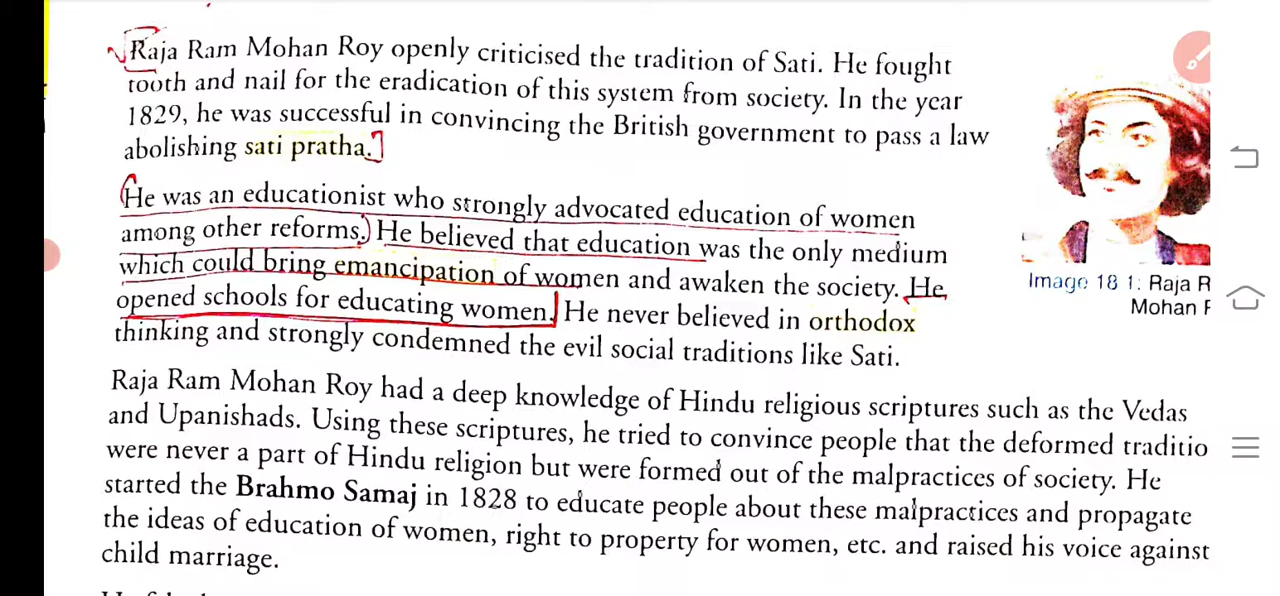 Raja Ram Mohan Roy openly criticised the tradition of Sati. He fought
tooth and nail for the eradication of this system from society. In the year
1829, he was successful in convincing the British government to pass a law
abolishing sati pratha.
He was an educationist who strongly advocated education of women
among other reforms. He believed that education was the only medium
which could bring emancipation of women and awaken the society. He
opened schools for educating women. He never believed in orthodox
thinking and strongly condemned the evil social traditions like Sati.
Image 18 1: Raja R
Mohan
Raja Ram Mohan Roy had a deep knowledge of Hindu religious scriptures such as the Vedas
and Upanishads. Using these scriptures, he tried to convince people that the deformed traditio
were never a part of Hindu religion but were formed out of the malpractices of society. He
started the Brahmo Samaj in 1828 to educate people about these malpractices and propagate
the ideas of education of women, right to property for women, etc. and raised his voice against
child marriage.